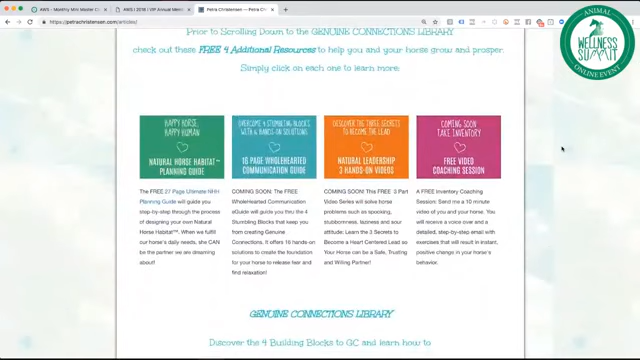 AWS - Monthly Mini Master C
AWS | 2018 | VIP Annual Mem
Petra Christensen — Petra Ch
https://petrachristensen.com/articles/
Prior to Scrolling Down to the GENUINE CONNECTIONS LIBRARY
check out these FREE 4 Additional Resources to help you and your horse grow and prosper.
Simply click on each one to learn more:
HAPPY HORSE,
HAPPY HUMAN
NATURAL HORSE HABITAT™
PLANNING GUIDE
OVERCOME 4 STUMBLING BLOCKS
WITH 16 HANDS-ON SOLUTIONS
16 PAGE WHOLEHEARTED
COMMUNICATION GUIDE
DISCOVER THE THREE SECRETS
TO BECOME THE LEAD
NATURAL LEADERSHIP
3 HANDS-ON VIDEOS
COMING SOON
TAKE INVENTORY
FREE VIDEO
COACHING SESSION
The FREE 27 Page Ultimate NHH
Planning Guide will guide you
step-by-step through the process
of designing your own Natural
Horse Habitat™. When we fulfill
our horse's daily needs, she CAN
be the partner we are dreaming
about!
COMING SOON: The FREE
WholeHearted Communication
eGuide will guide you thru the 4
Stumbling Blocks that keep you
from creating Genuine
Connections. It offers 16 hands-on
solutions to create the foundation
for your horse to release fear and
find relaxation!
COMING SOON! This FREE 3 Part
Video Series will solve horse
problems such as spooking,
stubbornness, laziness and sour
attitude: Learn the 3 Secrets to
Become a Heart Centered Lead so
Your Horse can be a Safe, Trusting
and Willing Partner!
A FREE Inventory Coaching
Session: Send me a 10 minute
video of you and your horse. You
will receive a voice over and a
detailed, step-by-step email with
exercises that will result in instant,
positive change in your horse's
behavior.
GENUINE CONNECTIONS LIBRARY
Discover the 4 Building Blocks to GC and learn how to
ANIMAL
WELLNESS
SUMMIT
ONLINE EVENT